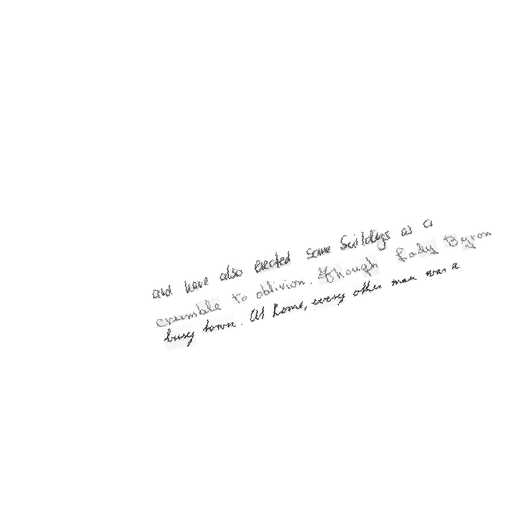 and have also erected some buildings as a
crumble to oblivion. Though Lady Byron
busy town. At home, every other man was a